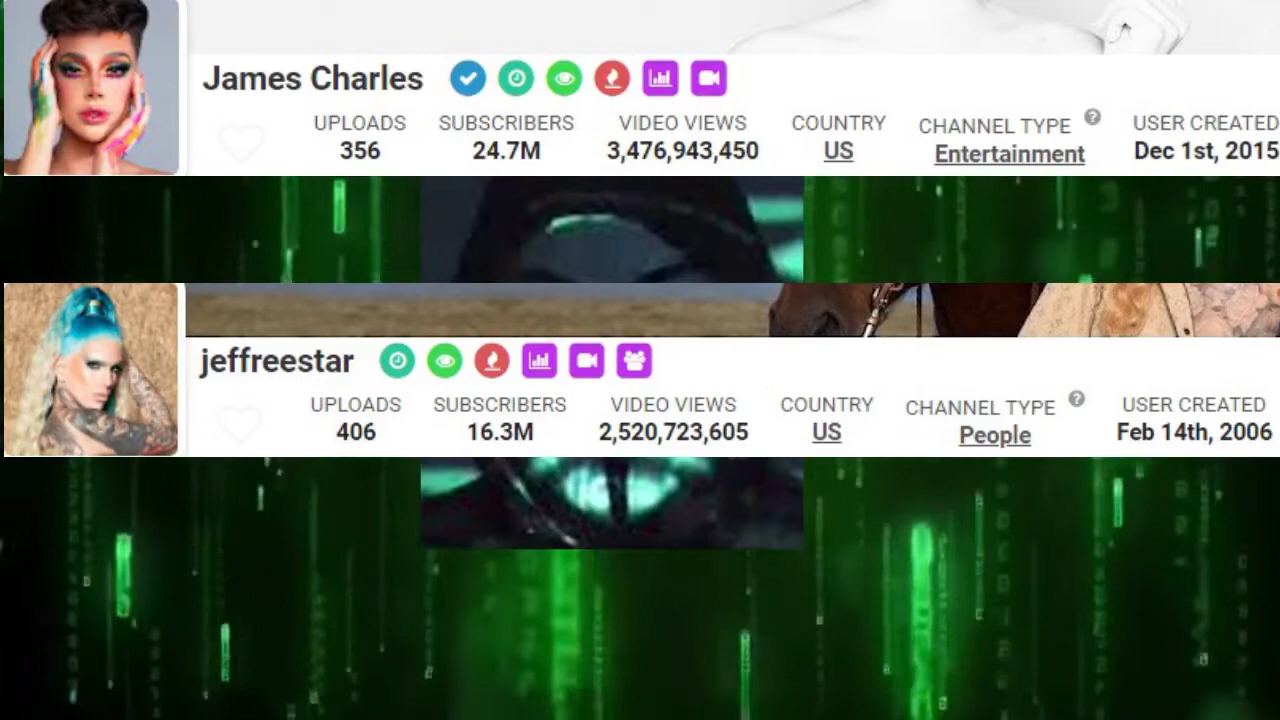 James Charles
UPLOADS SUBSCRIBERS VIDEO VIEWS COUNTRY CHANNEL TYPE ? USER CREATED
356 24.7M 3,476,943,450 US Entertainment Dec 1st, 2015
jeffreestar
UPLOADS SUBSCRIBERS VIDEO VIEWS COUNTRY CHANNEL TYPE ? USER CREATED
406 16.3M 2,520,723,605 US People Feb 14th, 2006